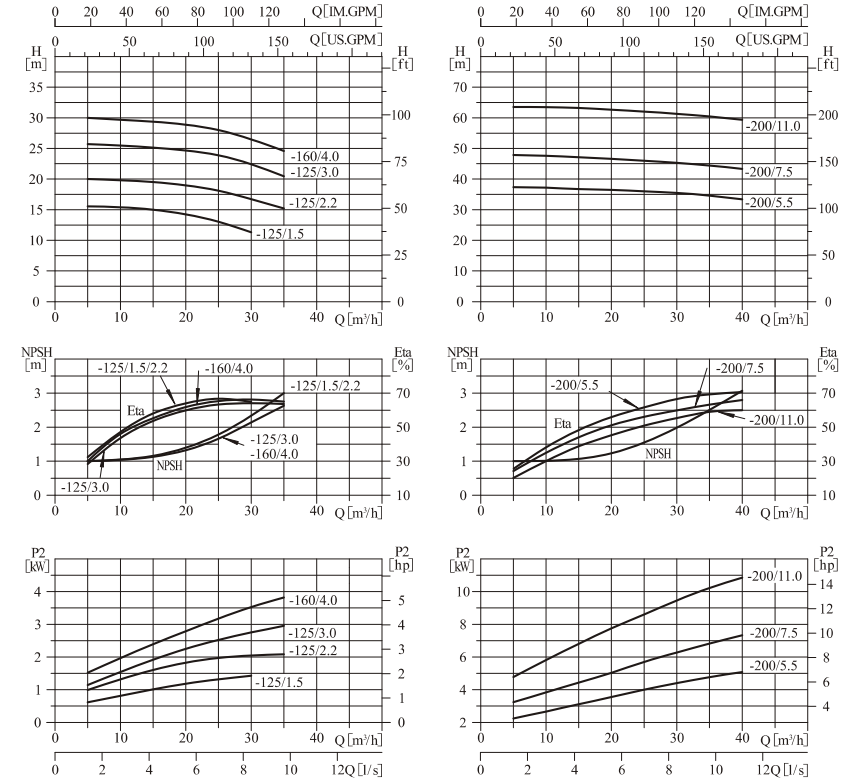 0 20 40 60 80 100 120 Q[IM.GPM]
0 50 100 Q[US.GPM]
H [m] H [ft]
35
30 100
25 75
20
15 50
10 25
5
0 0
-160/4.0
-125/3.0
-125/2.2
-125/1.5
0 10 20 30 40 Q[m³/h]
0 20 40 60 80 100 120 Q[IM.GPM]
0 50 100 150 Q[US.GPM]
H [m] H [ft]
70
60 200
50 150
40
30 100
20 50
10
0 0
-200/11.0
-200/7.5
-200/5.5
0 10 20 30 40 Q[m³/h]
NPSH [m] Eta [%]
3 70
2 50
1 30
0 10
-125/1.5/2.2
-160/4.0
-125/1.5/2.2
Eta
-125/3.0
-160/4.0
NPSH
-125/3.0
0 10 20 30 40 Q[m³/h]
NPSH [m] Eta [%]
3 70
2 50
1 30
0 10
-200/7.5
-200/5.5
Eta
-200/11.0
NPSH
0 10 20 30 40 Q[m³/h]
P2 [kW] P2 [hp]
4 5
3 4
3
2 2
1 1
0 0
-160/4.0
-125/3.0
-125/2.2
-125/1.5
0 10 20 30 40 Q[m³/h]
0 2 4 6 8 10 12Q[l/s]
P2 [kW] P2 [hp]
10 14
12
8 10
6 8
6
4 4
2
-200/11.0
-200/7.5
-200/5.5
0 10 20 30 40 Q[m³/h]
0 2 4 6 8 10 12Q[l/s]